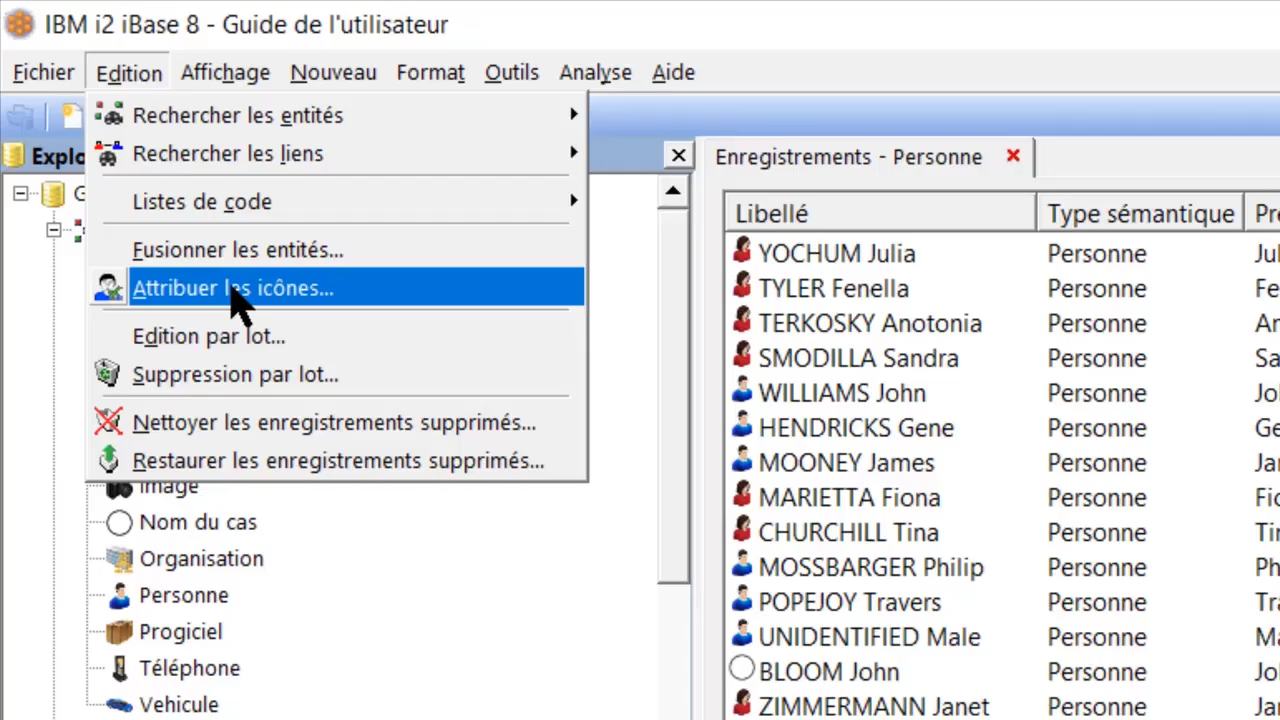 IBM i2 iBase 8 - Guide de l'utilisateur
Fichier Edition Affichage Nouveau Format Outils Analyse Aide
Rechercher les entités
Rechercher les liens
Listes de code
Fusionner les entités...
Attribuer les icônes...
Edition par lot...
Suppression par lot...
Nettoyer les enregistrements supprimés...
Restaurer les enregistrements supprimés...
Image
Nom du cas
Organisation
Personne
Progiciel
Téléphone
Vehicule
Enregistrements - Personne
Libellé Type sémantique
YOCHUM Julia Personne
TYLER Fenella Personne
TERKOSKY Anotonia Personne
SMODILLA Sandra Personne
WILLIAMS John Personne
HENDRICKS Gene Personne
MOONEY James Personne
MARIETTA Fiona Personne
CHURCHILL Tina Personne
MOSSBARGER Philip Personne
POPEJOY Travers Personne
UNIDENTIFIED Male Personne
BLOOM John Personne
ZIMMERMANN Janet Personne